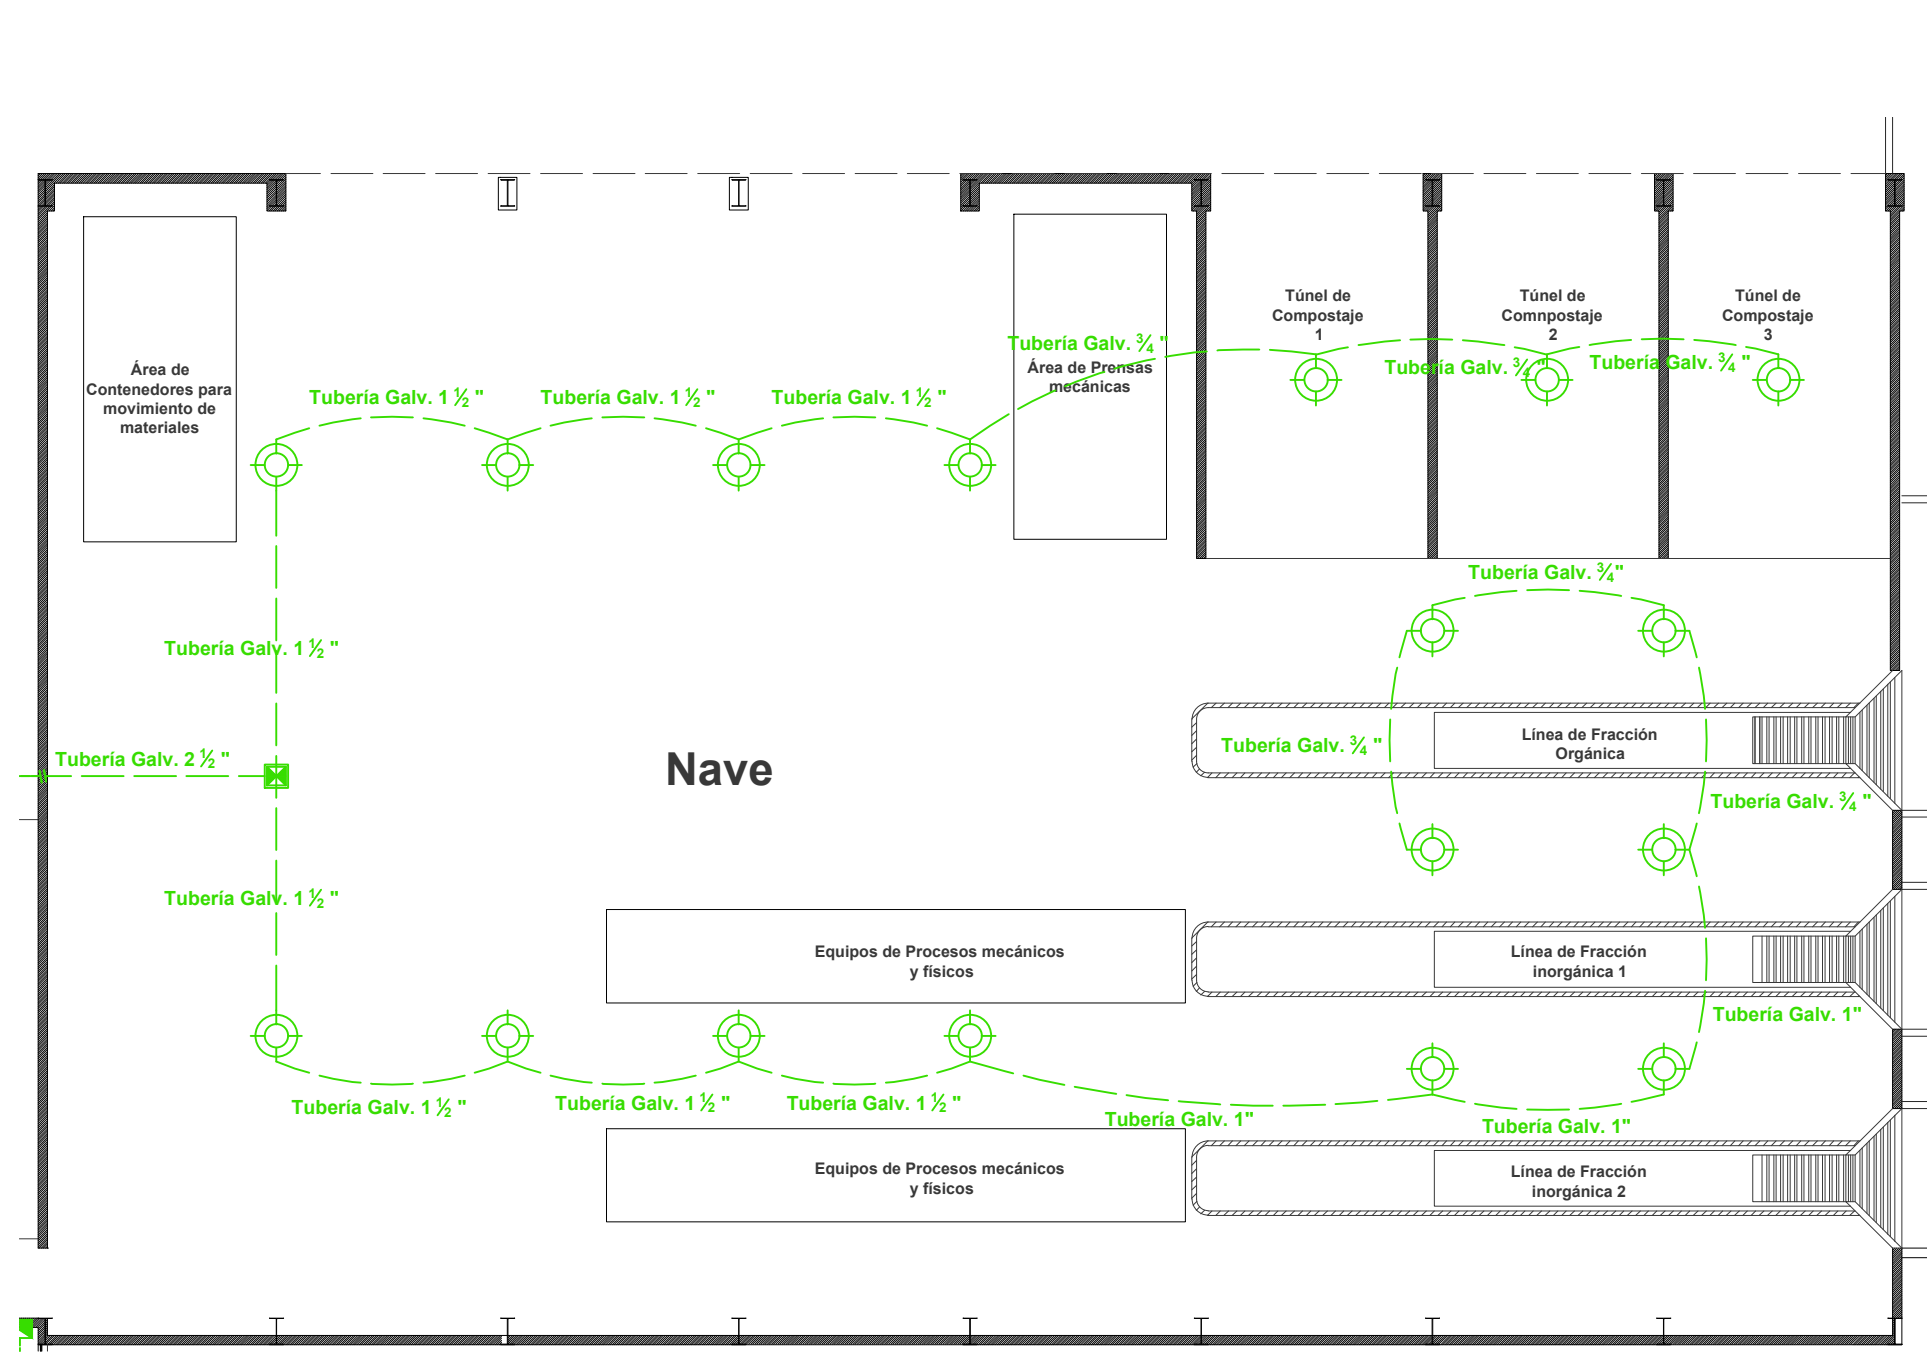 Túnel de
Compostaje
1
Túnel de
Comnpostaje
2
Túnel de
Compostaje
3
Tubería Galv. ¾ "
Tubería Galv. ¾ "
Tubería Galv. ¾ "
Área de
Contenedores para
movimiento de
materiales
Área de Prensas
mecánicas
Tubería Galv. 1 ½ "
Tubería Galv. 1 ½ "
Tubería Galv. 1 ½ "
Tubería Galv. ¾"
Tubería Galv. 1 ½ "
Tubería Galv. 2 ½ "
Nave
Tubería Galv. ¾ "
Línea de Fracción
Orgánica
Tubería Galv. ¾ "
Tubería Galv. 1 ½ "
Equipos de Procesos mecánicos
y físicos
Línea de Fracción
inorgánica 1
Tubería Galv. 1"
Tubería Galv. 1 ½ "
Tubería Galv. 1 ½ "
Tubería Galv. 1 ½ "
Tubería Galv. 1"
Tubería Galv. 1"
Equipos de Procesos mecánicos
y físicos
Línea de Fracción
inorgánica 2